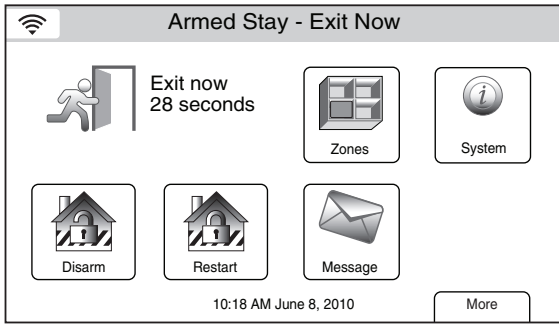 Armed Stay - Exit Now
Exit now
28 seconds
Zones
System
Disarm
Restart
Message
10:18 AM June 8, 2010
More